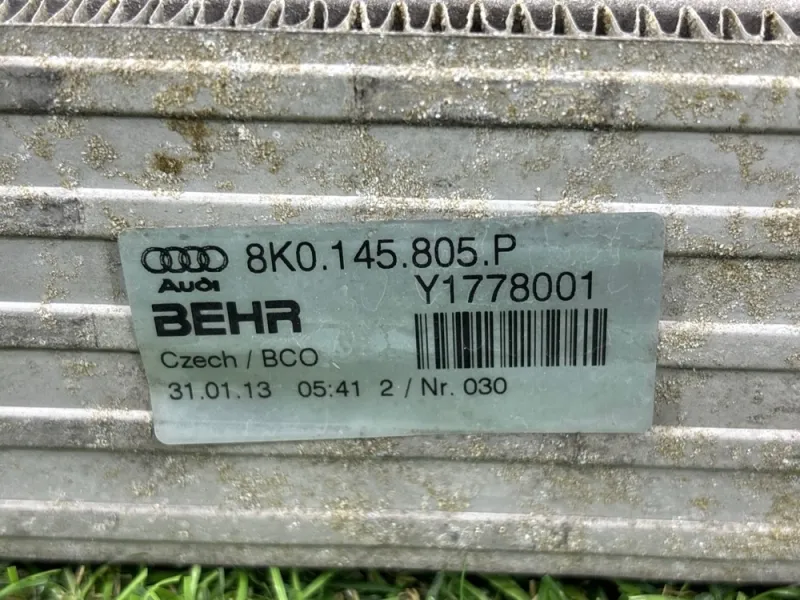 8K0.145.805.P
Audi
Y1778001
BEHR
Czech / BCO
31.01.13 05:41 2 / Nr. 030